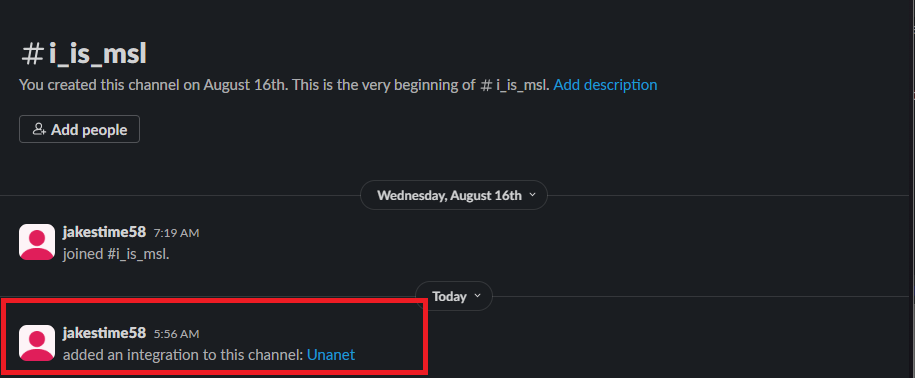 #i_is_msl
You created this channel on August 16th. This is the very beginning of # i_is_msl. Add description
Add people
Wednesday, August 16th
jakestime58 7:19 AM
joined #i_is_msl.
Today
jakestime58 5:56 AM
added an integration to this channel: Unanet